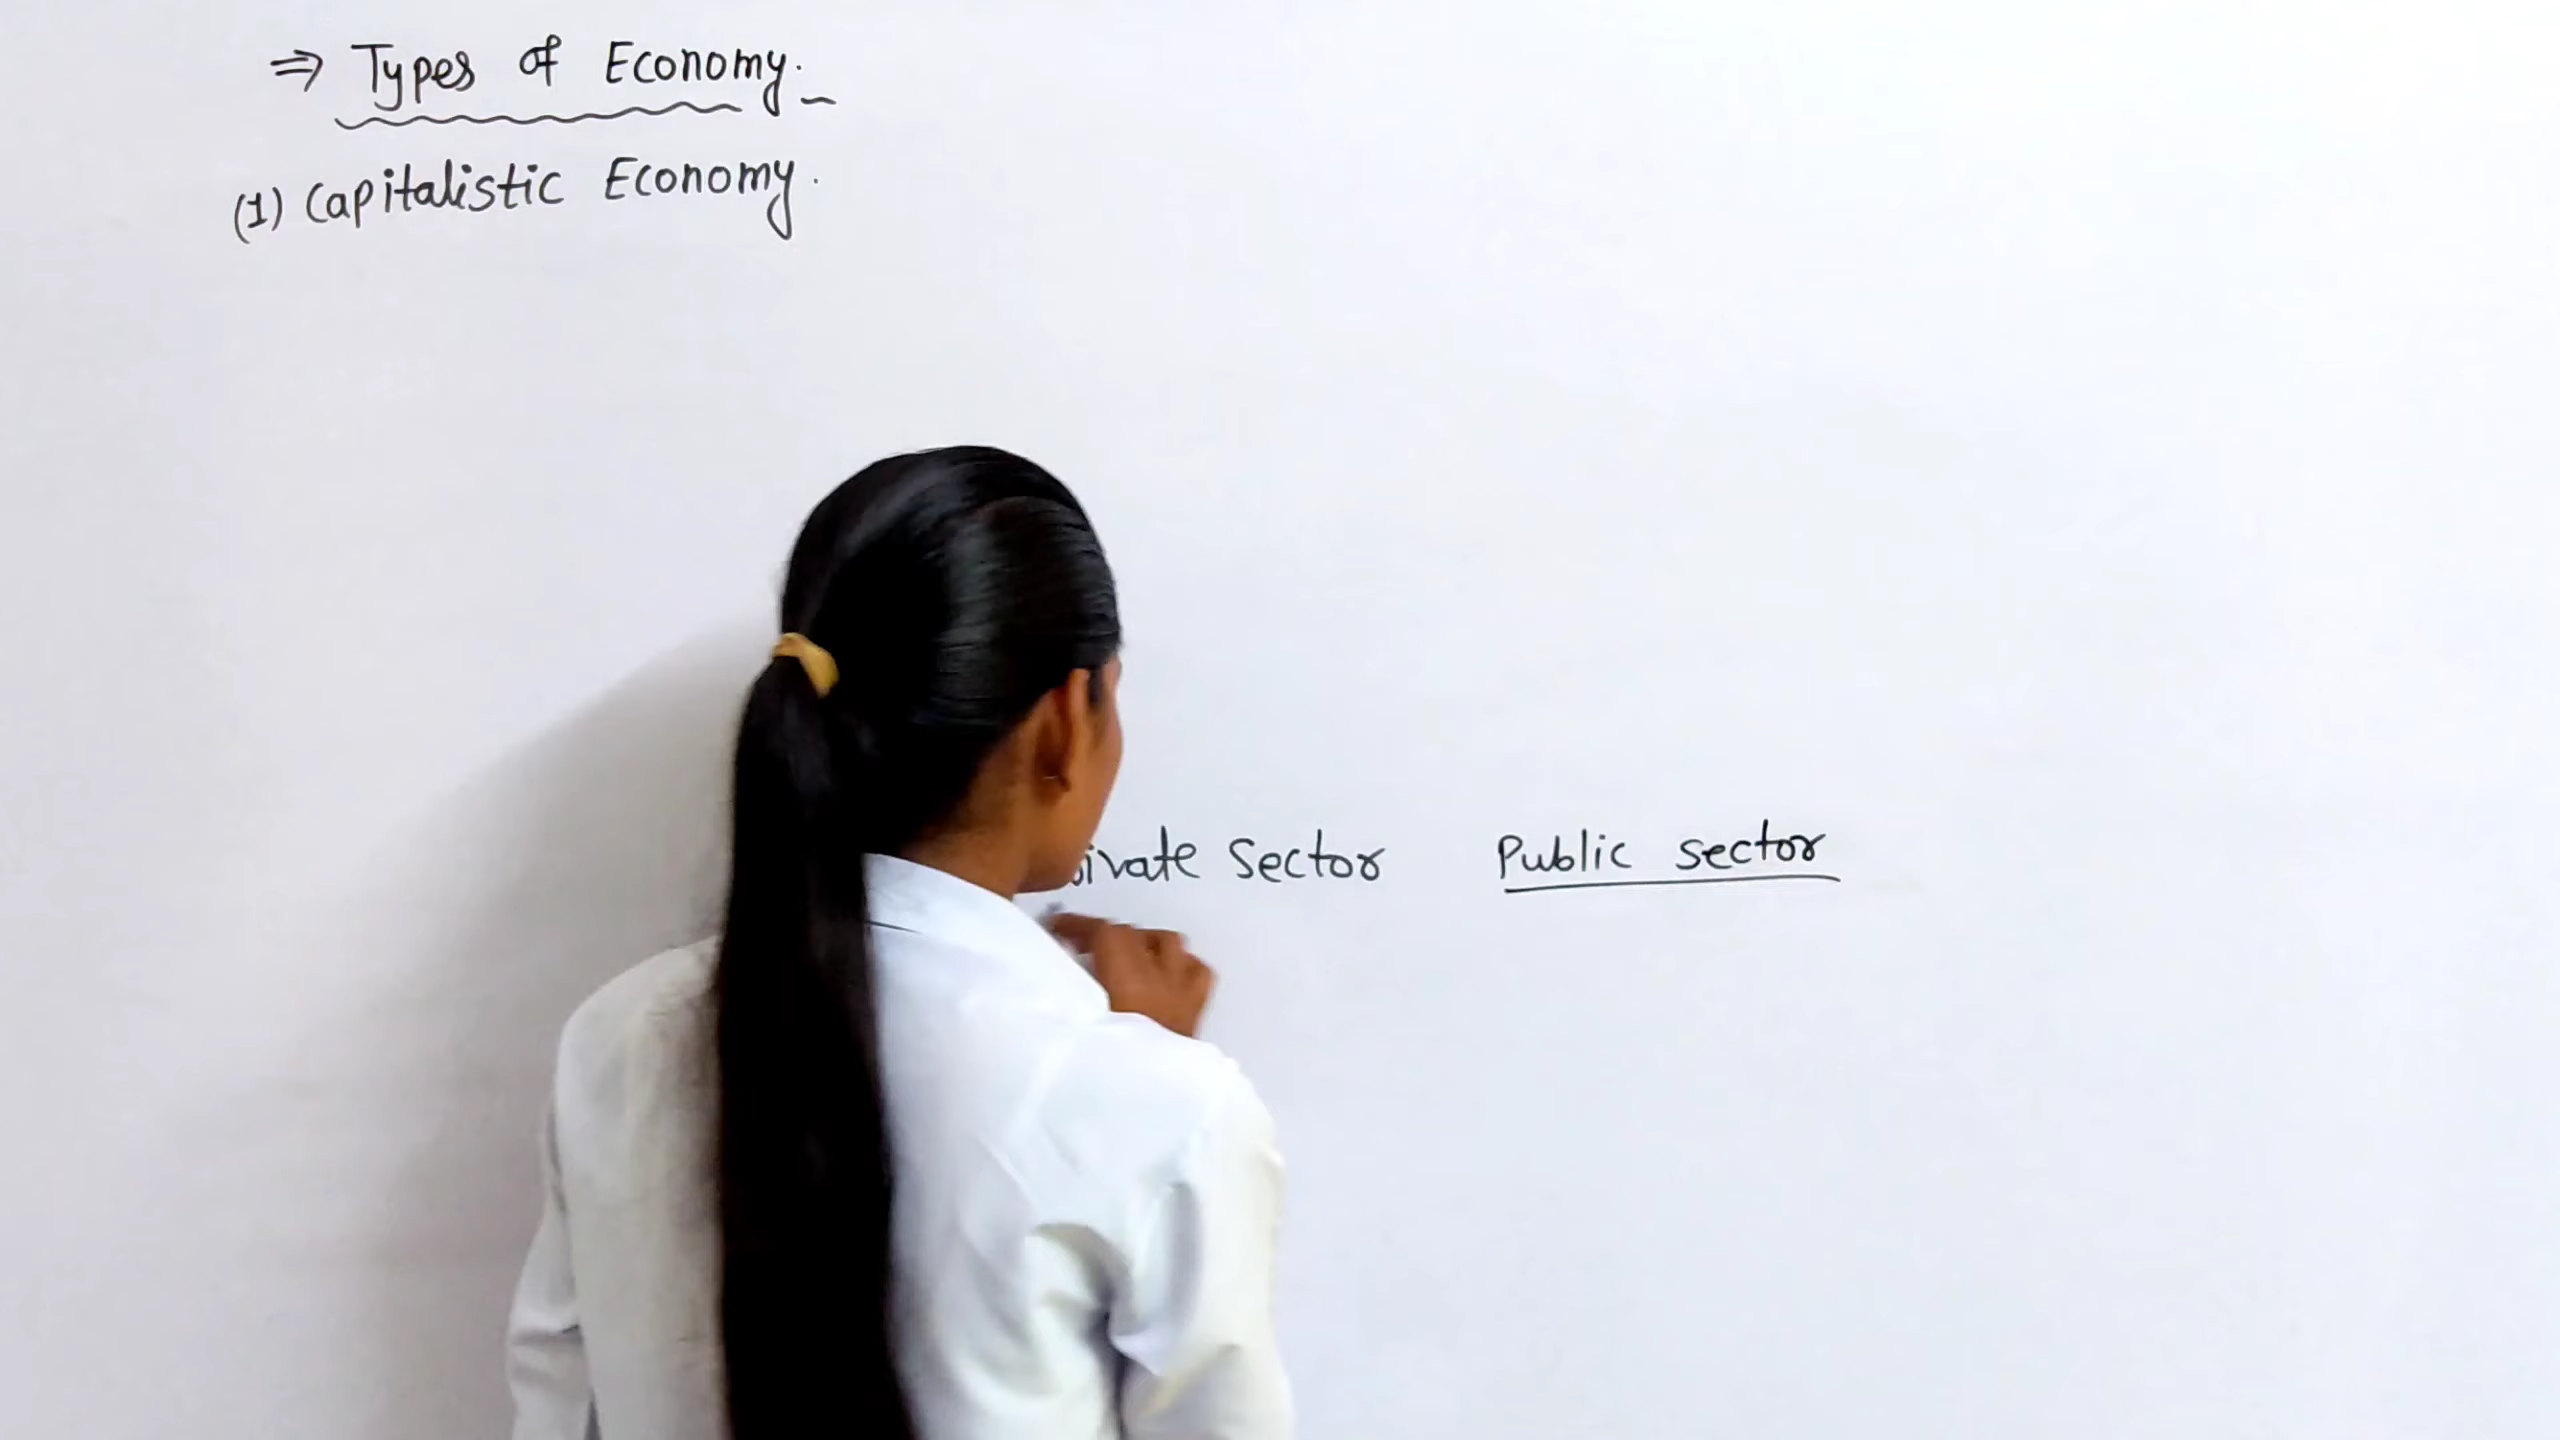 ⇒ Types of Economy.
(1) Capitalistic Economy.
ivate Sector Public sector